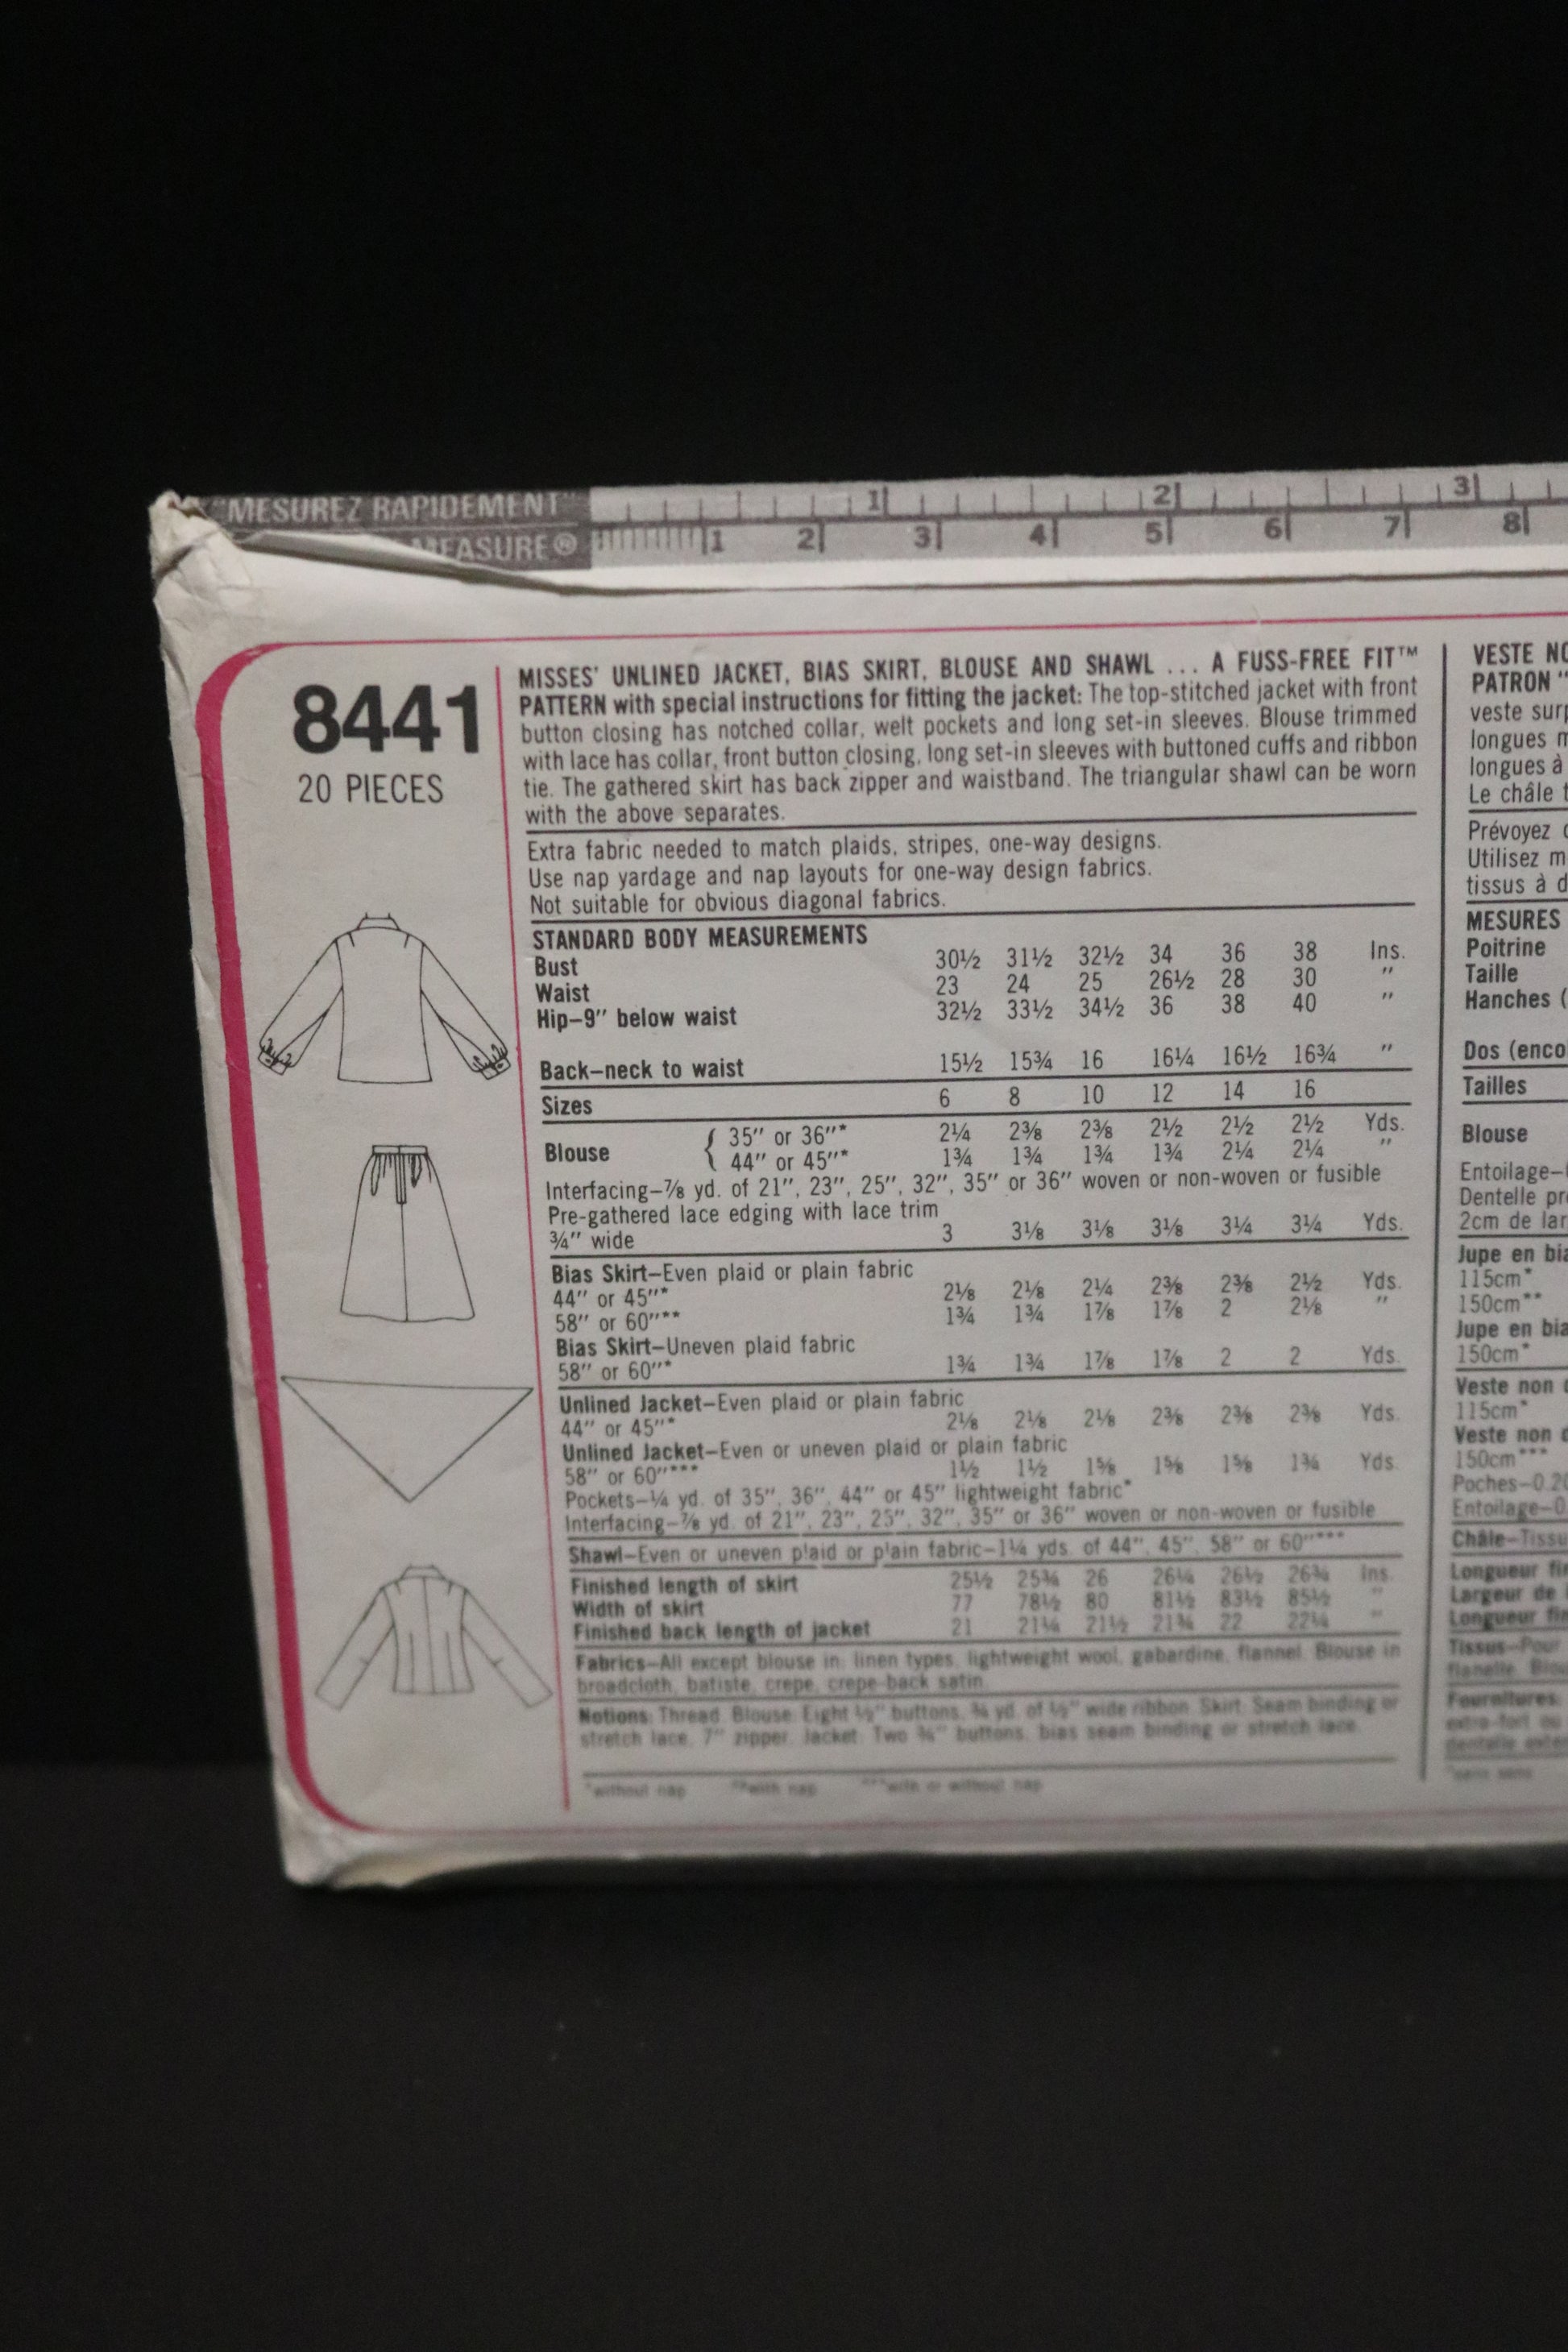 "MESUREZ RAPIDEMENT"
MEASURE®
1 2 3
1 2 3 4 5 6 7 8
8441
20 PIECES
MISSES' UNLINED JACKET, BIAS SKIRT, BLOUSE AND SHAWL ... A FUSS-FREE FIT™
PATTERN with special instructions for fitting the jacket: The top-stitched jacket with front
button closing has notched collar, welt pockets and long set-in sleeves. Blouse trimmed
with lace has collar, front button closing, long set-in sleeves with buttoned cuffs and ribbon
tie. The gathered skirt has back zipper and waistband. The triangular shawl can be worn
with the above separates.
Extra fabric needed to match plaids, stripes, one-way designs.
Use nap yardage and nap layouts for one-way design fabrics.
Not suitable for obvious diagonal fabrics.
STANDARD BODY MEASUREMENTS
Bust 30½ 31½ 32½ 34 36 38 Ins.
Waist 23 24 25 26½ 28 30 "
Hip–9" below waist 32½ 33½ 34½ 36 38 40 "
Back–neck to waist 15½ 15¾ 16 16¼ 16½ 16¾ "
Sizes 6 8 10 12 14 16
Blouse { 35" or 36"* 2¼ 2⅜ 2⅜ 2½ 2½ 2½ Yds.
44" or 45"* 1¾ 1¾ 1¾ 1¾ 2¼ 2¼ "
Interfacing–⅞ yd. of 21", 23", 25", 32", 35" or 36" woven or non-woven or fusible
Pre-gathered lace edging with lace trim
¾" wide 3 3⅛ 3⅛ 3⅛ 3¼ 3¼ Yds.
Bias Skirt–Even plaid or plain fabric
44" or 45"* 2⅛ 2⅛ 2¼ 2⅜ 2⅜ 2½ Yds.
58" or 60"** 1¾ 1¾ 1⅞ 1⅞ 2 2⅛ "
Bias Skirt–Uneven plaid fabric
58" or 60"* 1¾ 1¾ 1⅞ 1⅞ 2 2 Yds.
Unlined Jacket–Even plaid or plain fabric
44" or 45"* 2⅛ 2⅛ 2⅛ 2⅜ 2⅜ 2⅜ Yds.
Unlined Jacket–Even or uneven plaid or plain fabric
58" or 60"*** 1½ 1½ 1⅝ 1⅝ 1⅝ 1¾ Yds.
Pockets–¼ yd. of 35", 36", 44" or 45" lightweight fabric*
Interfacing–⅞ yd. of 21", 23", 25", 32", 35" or 36" woven or non-woven or fusible
Shawl–Even or uneven plaid or plain fabric–1¼ yds. of 44", 45", 58" or 60"***
Finished length of skirt 25½ 25¾ 26 26¼ 26½ 26¾ Ins.
Width of skirt 77 78½ 80 81½ 83½ 85½ "
Finished back length of jacket 21 21¼ 21½ 21¾ 22 22¼ "
Fabrics–All except blouse in: linen types, lightweight wool, gabardine, flannel. Blouse in
broadcloth, batiste, crepe, crepe-back satin.
Notions: Thread. Blouse: Eight ½" buttons, ¾ yd. of ½" wide ribbon. Skirt: Seam binding or
stretch lace, 7" zipper. Jacket: Two ¾" buttons, bias seam binding or stretch lace.
*without nap **with nap ***with or without nap
VESTE NO
PATRON "
veste surp
longues m
longues à
Le châle t
Prévoyez
Utilisez m
tissus à d
MESURES
Poitrine
Taille
Hanches (
Dos (enco
Tailles
Blouse
Entoilage–
Dentelle pr
2cm de lar
Jupe en bia
115cm*
150cm**
Jupe en bia
150cm*
Veste non
115cm*
Veste non
150cm***
Poches–0.20
Entoilage–0
Châle–Tissu
Longueur fin
Largeur de
Longueur fin
Tissus–Pour
flanelle. Blou
Fournitures:
extra-fort ou
dentelle exten
*sans sens